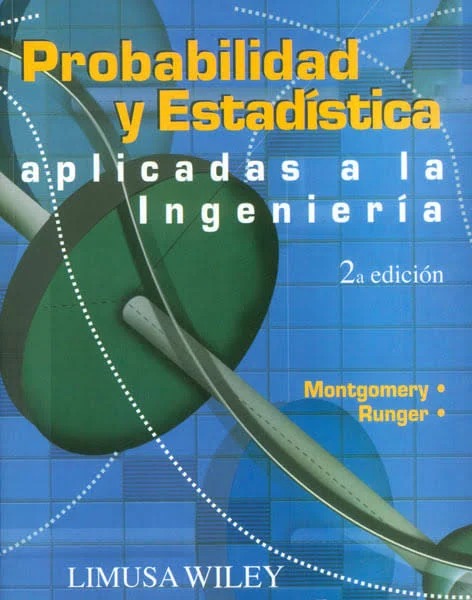 Probabilidad
y Estadística
aplicadas a la
Ingeniería
2a edición
Montgomery •
Runger •
LIMUSA WILEY